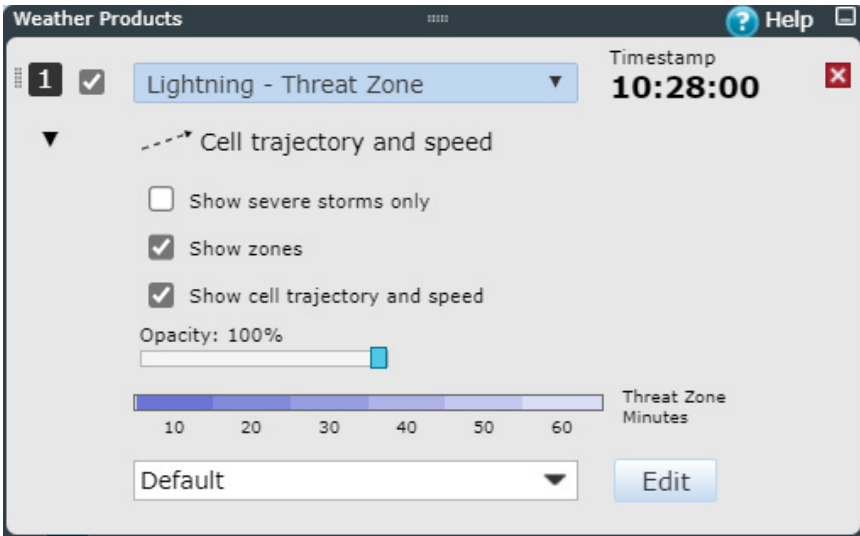 Weather Products
Help
1
Lightning - Threat Zone
Timestamp
10:28:00
Cell trajectory and speed
Show severe storms only
Show zones
Show cell trajectory and speed
Opacity: 100%
Threat Zone
Minutes
10 20 30 40 50 60
Default
Edit